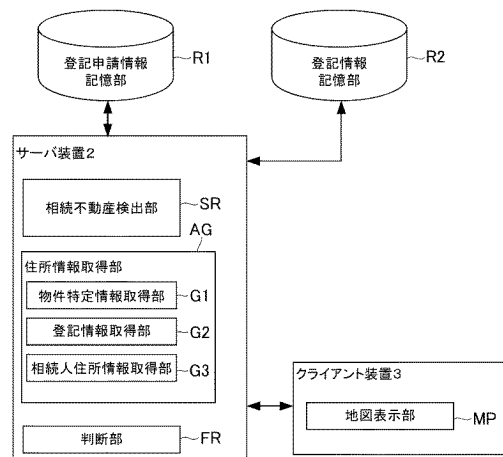 登記申請情報
記憶部
R1
登記情報
記憶部
R2
サーバ装置2
相続不動産検出部
SR
AG
住所情報取得部
物件特定情報取得部
G1
登記情報取得部
G2
相続人住所情報取得部
G3
判断部
FR
クライアント装置3
地図表示部
MP